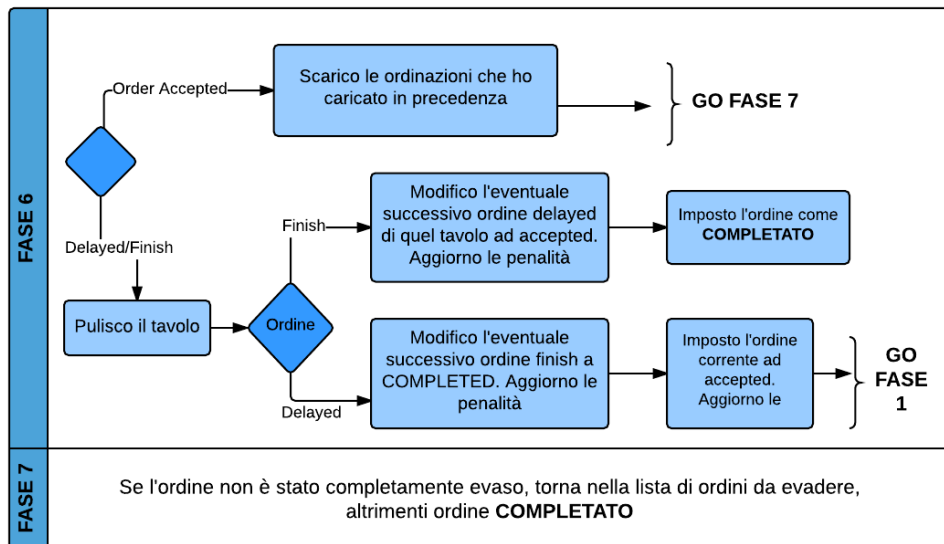 FASE 6
Order Accepted
Scarico le ordinazioni che ho
caricato in precedenza
GO FASE 7
Delayed/Finish
Pulisco il tavolo
Ordine
Finish
Modifico l'eventuale
successivo ordine delayed
di quel tavolo ad accepted.
Aggiorno le penalità
Imposto l'ordine come
COMPLETATO
Delayed
Modifico l'eventuale
successivo ordine finish a
COMPLETED. Aggiorno le
penalità
Imposto l'ordine
corrente ad
accepted.
Aggiorno le
GO
FASE
1
FASE 7
Se l'ordine non è stato completamente evaso, torna nella lista di ordini da evadere,
altrimenti ordine COMPLETATO